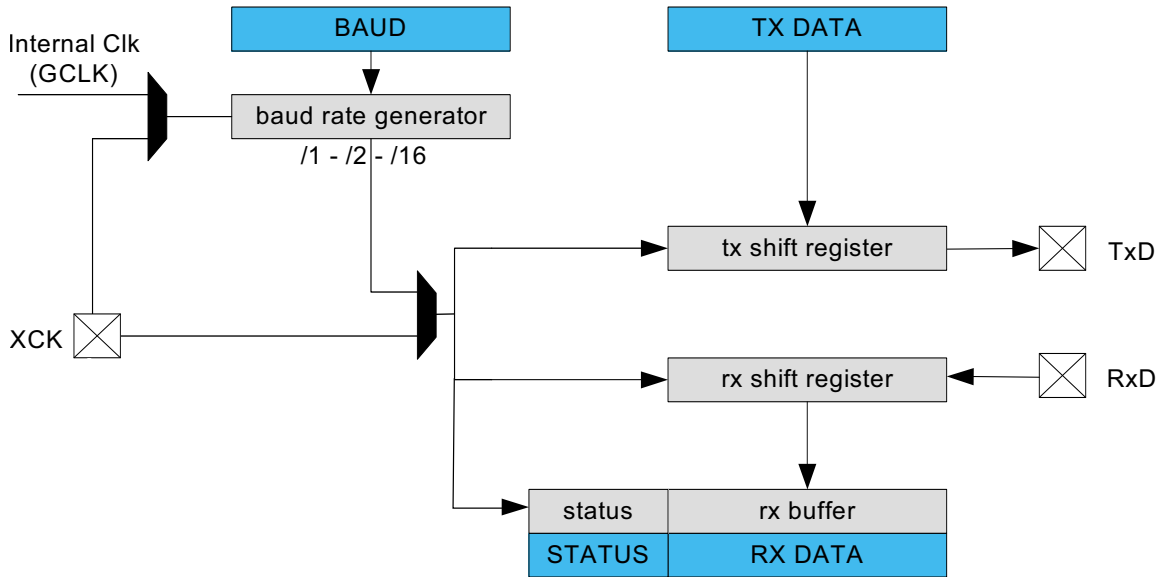 BAUD
TX DATA
Internal Clk
(GCLK)
baud rate generator
/1 - /2 - /16
tx shift register
TxD
XCK
rx shift register
RxD
status
rx buffer
STATUS
RX DATA